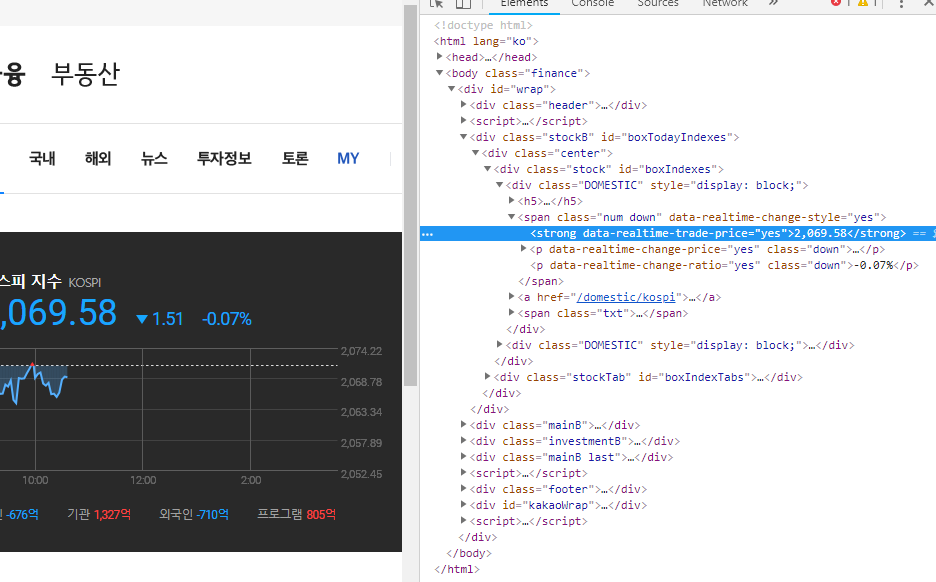 부동산
국내 해외 뉴스 투자정보 토론 MY
스피 지수 KOSPI
,069.58 ▼1.51 -0.07%
2,074.22
2,068.78
2,063.34
2,057.89
2,052.45
10:00 12:00 2:00
-676억 기관 1,327억 외국인 -710억 프로그램 805억
Elements Console Sources Network » 1 1
<!doctype html>
<html lang="ko">
<head>…</head>
<body class="finance">
<div id="wrap">
<div class="header">…</div>
<script>…</script>
<div class="stockB" id="boxTodayIndexes">
<div class="center">
<div class="stock" id="boxIndexes">
<div class="DOMESTIC" style="display: block;">
<h5>…</h5>
<span class="num down" data-realtime-change-style="yes">
<strong data-realtime-trade-price="yes">2,069.58</strong> ==
<p data-realtime-change-price="yes" class="down">…</p>
<p data-realtime-change-ratio="yes" class="down">-0.07%</p>
</span>
<a href="/domestic/kospi">…</a>
<span class="txt">…</span>
</div>
<div class="DOMESTIC" style="display: block;">…</div>
</div>
<div class="stockTab" id="boxIndexTabs">…</div>
</div>
</div>
<div class="mainB">…</div>
<div class="investmentB">…</div>
<div class="mainB last">…</div>
<script>…</script>
<div class="footer">…</div>
<div id="kakaoWrap">…</div>
<script>…</script>
</div>
</body>
</html>